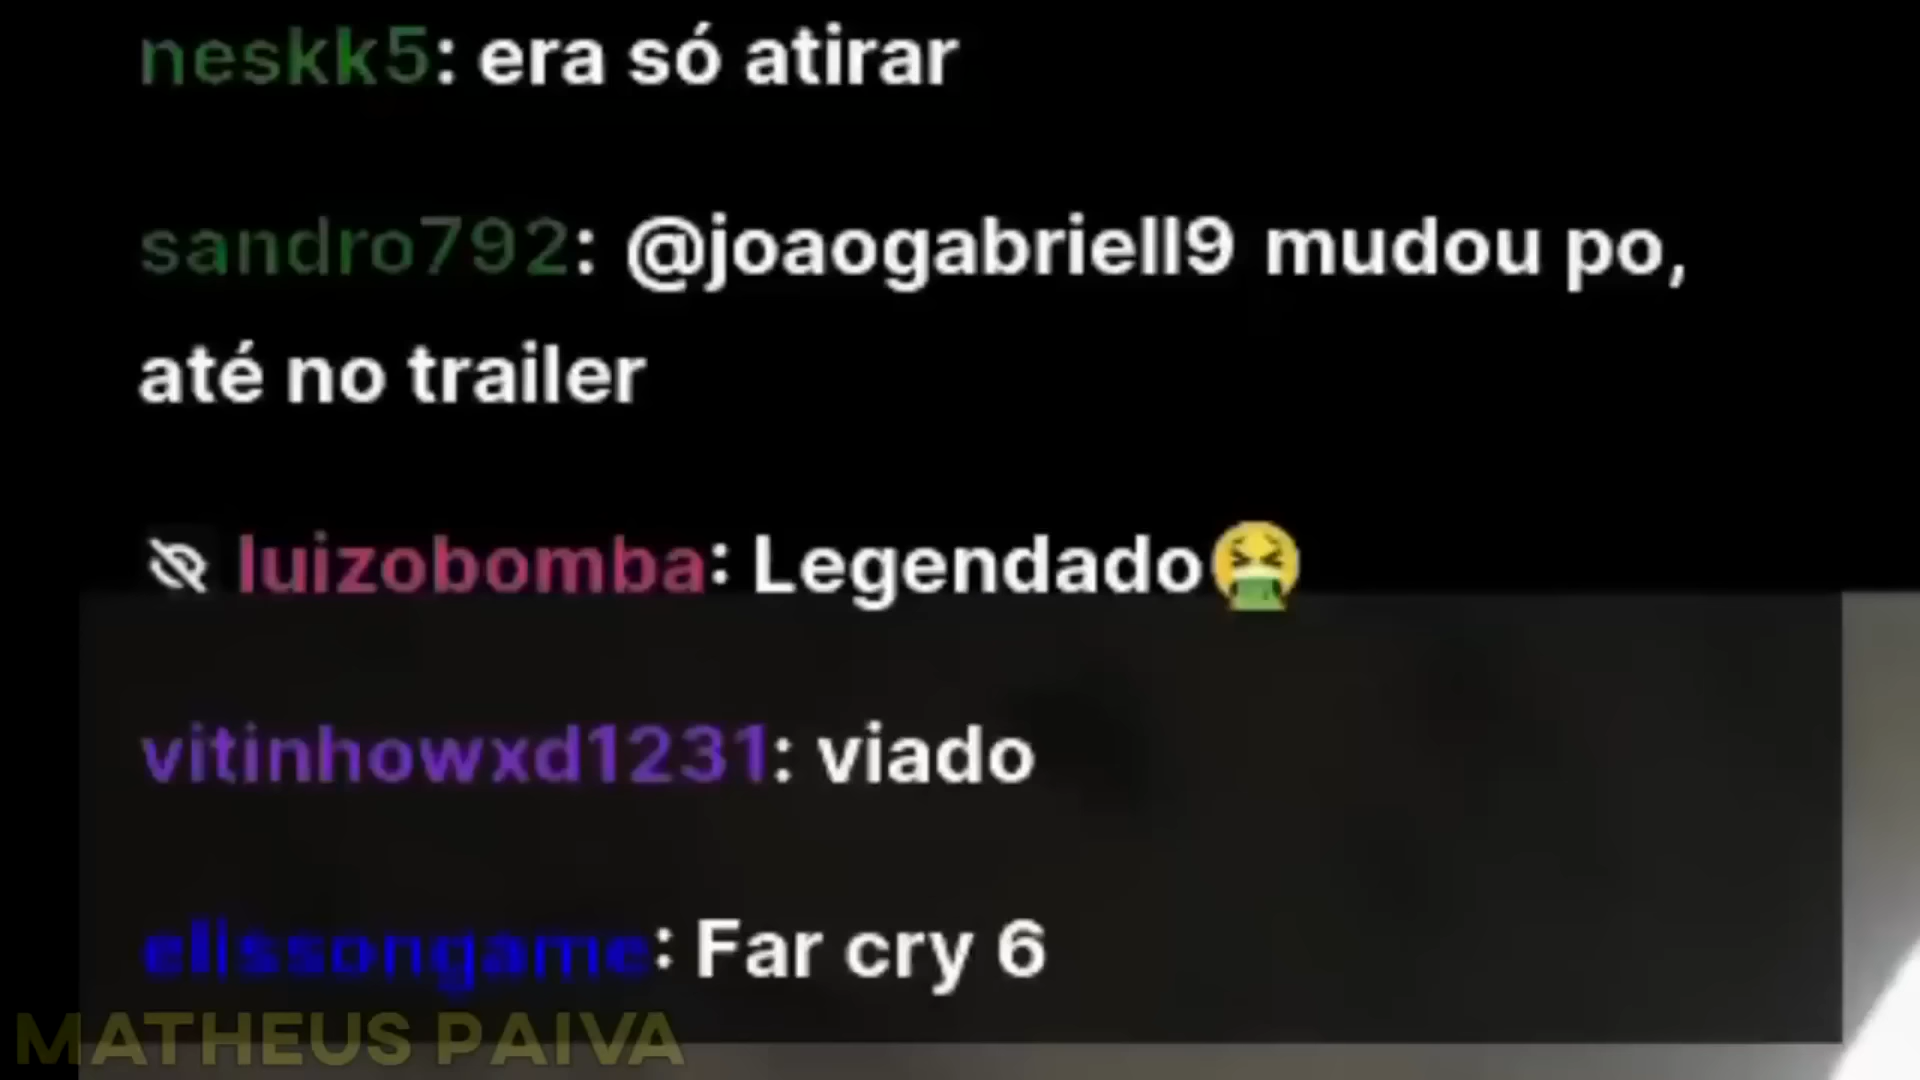 neskk5: era só atirar
sandro792: @joaogabriell9 mudou po,
até no trailer
luizobomba: Legendado🤮
vitinhowxd1231: viado
elissongame: Far cry 6
MATHEUS PAIVA